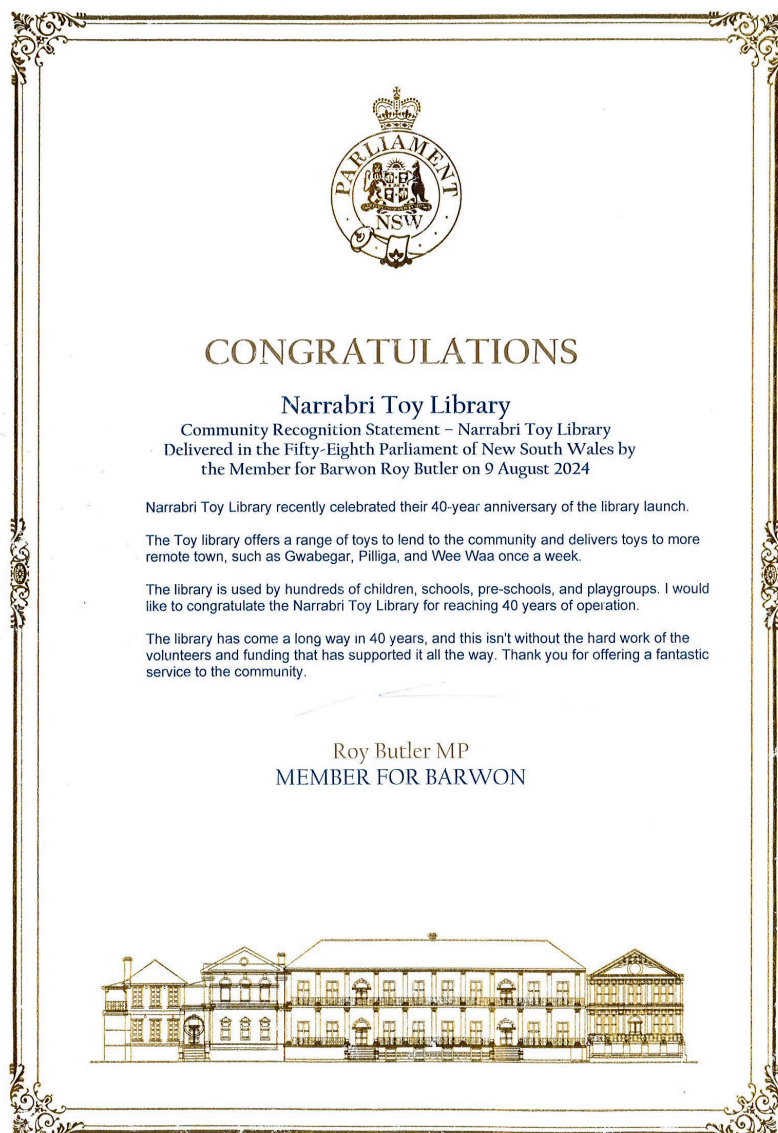 PARLIAMENT
NSW
CONGRATULATIONS
Narrabri Toy Library
Community Recognition Statement – Narrabri Toy Library
Delivered in the Fifty-Eighth Parliament of New South Wales by
the Member for Barwon Roy Butler on 9 August 2024
Narrabri Toy Library recently celebrated their 40-year anniversary of the library launch.
The Toy library offers a range of toys to lend to the community and delivers toys to more
remote town, such as Gwabegar, Pilliga, and Wee Waa once a week.
The library is used by hundreds of children, schools, pre-schools, and playgroups. I would
like to congratulate the Narrabri Toy Library for reaching 40 years of operation.
The library has come a long way in 40 years, and this isn't without the hard work of the
volunteers and funding that has supported it all the way. Thank you for offering a fantastic
service to the community.
Roy Butler MP
MEMBER FOR BARWON